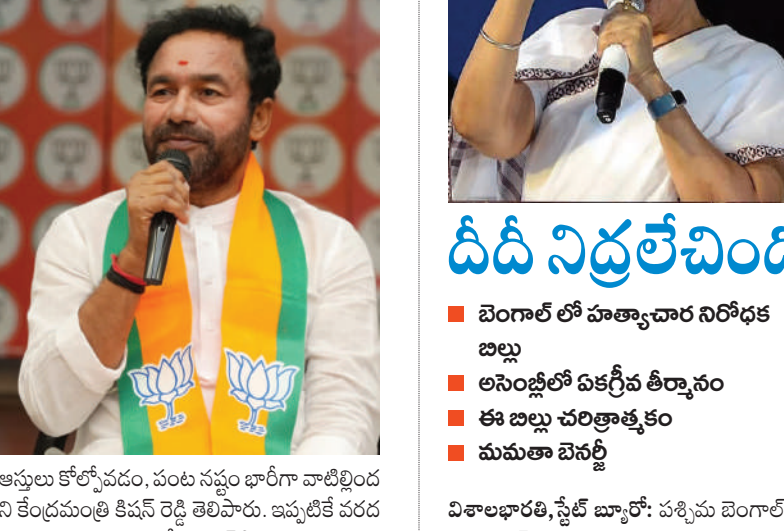 ఆస్తులు కోల్పోవడం, పంట నష్టం భారీగా వాటిల్లింద
ని కేంద్రమంత్రి కిషన్ రెడ్డి తెలిపారు. ఇప్పటికే వరద
దీదీ నిద్రలేచింది
బెంగాల్ లో హత్యాచార నిరోధక
బిల్లు
అసెంబ్లీలో ఏకగ్రీవ తీర్మానం
ఈ బిల్లు చరిత్రాత్మకం
మమతా బెనర్జీ
విశాలభారతి,స్టేట్ బ్యూరో: పశ్చిమ బెంగాల్